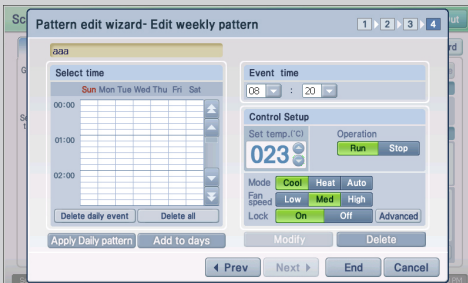 Pattern edit wizard- Edit weekly pattern
1 2 3 4
aaa
Select time
Sun Mon Tue Wed Thu Fri Sat
00:00
01:00
02:00
Delete daily event Delete all
Apply Daily pattern Add to days
Event time
08 : 20
Control Setup
Set temp.(°C) Operation
023 Run Stop
Mode Cool Heat Auto
Fan speed Low Med High
Lock On Off Advanced
Modify Delete
Prev Next End Cancel